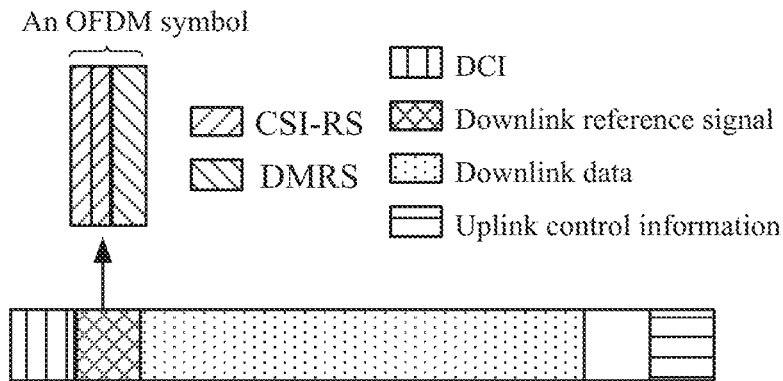 An OFDM symbol
CSI-RS
DMRS
DCI
Downlink reference signal
Downlink data
Uplink control information